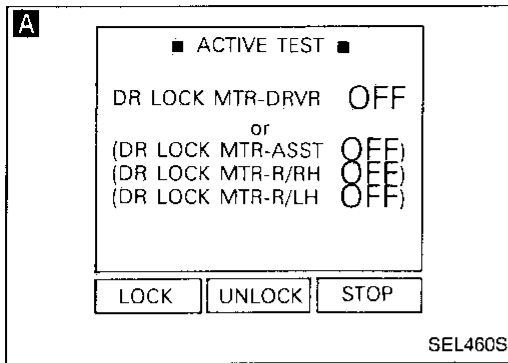 A
■ ACTIVE TEST ■
DR LOCK MTR-DRVR OFF
or
(DR LOCK MTR-ASST OFF)
(DR LOCK MTR-R/RH OFF)
(DR LOCK MTR-R/LH OFF)
LOCK UNLOCK STOP
SEL460S